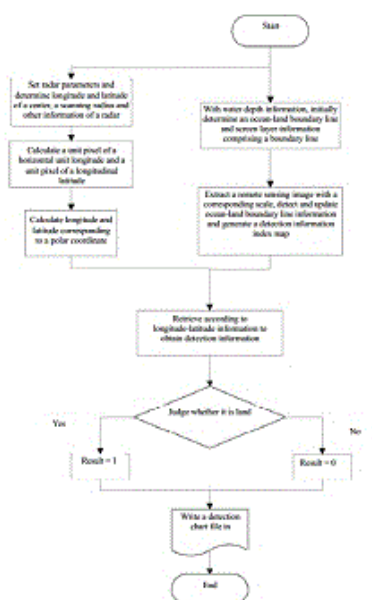 Start
Set radar parameters and
determine longitude and latitude
of a center, a scanning radius and
other information of a radar
Calculate a unit pixel of a
horizontal unit longitude and a
unit pixel of a longitudinal
latitude
Calculate longitude and
latitude corresponding
to a polar coordinate
With water depth information, initially
determine an ocean-land boundary line
and screen layer information
comprising a boundary line
Extract a remote sensing image with a
corresponding scale, detect and update
ocean-land boundary line information
and generate a detection information
index map
Retrieve according to
longitude-latitude information to
obtain detection information
Judge whether it is land
Yes
No
Result = 1
Result = 0
Write a detection
chart file in
End